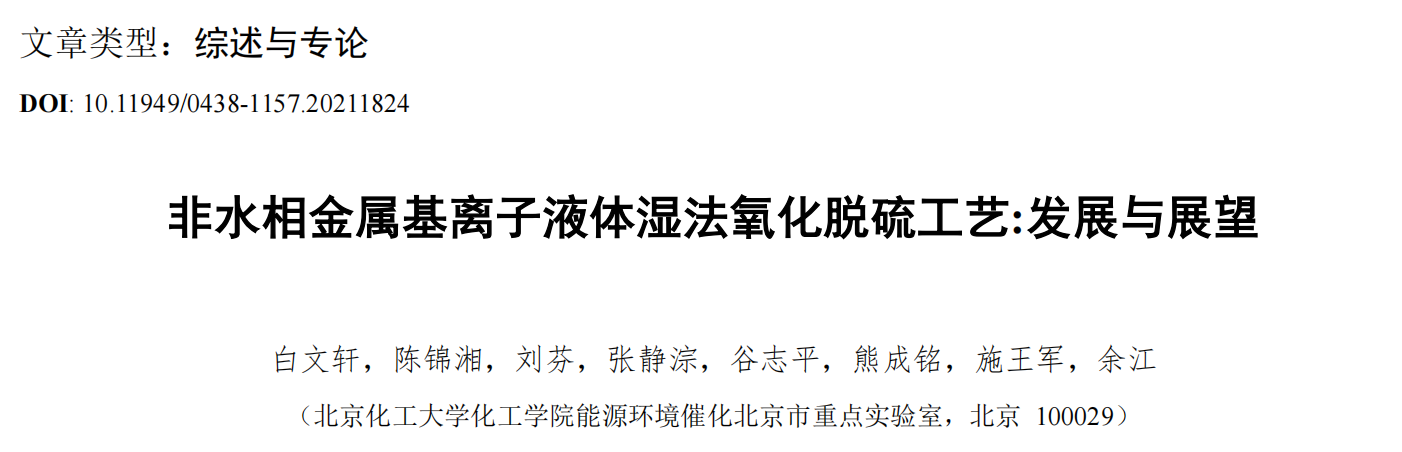 文章类型：综述与专论
DOI: 10.11949/0438-1157.20211824
非水相金属基离子液体湿法氧化脱硫工艺:发展与展望
白文轩，陈锦湘，刘芬，张静淙，谷志平，熊成铭，施王军，余江
（北京化工大学化工学院能源环境催化北京市重点实验室，北京 100029）